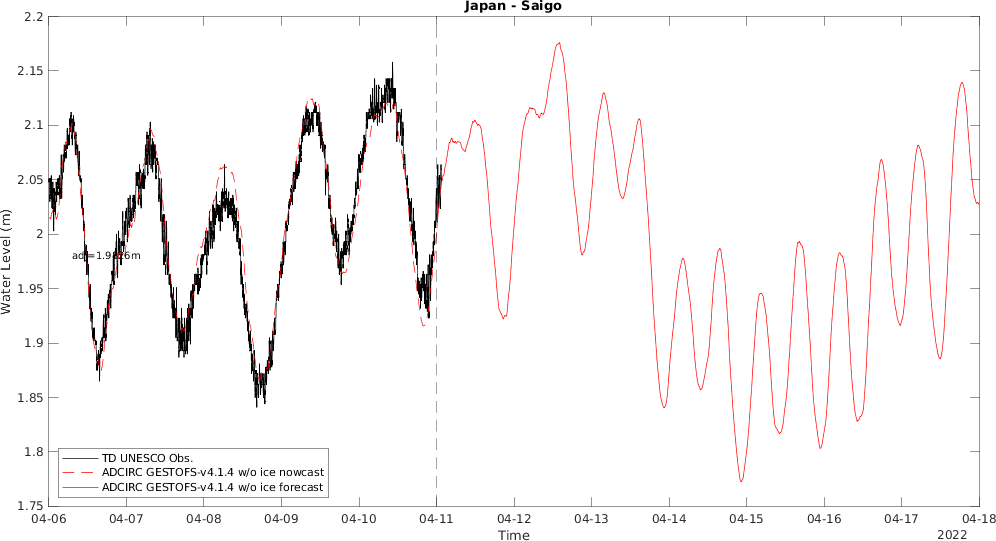 Japan - Saigo
Water Level (m)
2.2
2.15
2.1
2.05
2
1.95
1.9
1.85
1.8
1.75
TD UNESCO Obs.
ADCIRC GESTOFS-v4.1.4 w/o ice nowcast
ADCIRC GESTOFS-v4.1.4 w/o ice forecast
04-06 04-07 04-08 04-09 04-10 04-11 04-12 04-13 04-14 04-15 04-16 04-17 04-18
Time
2022